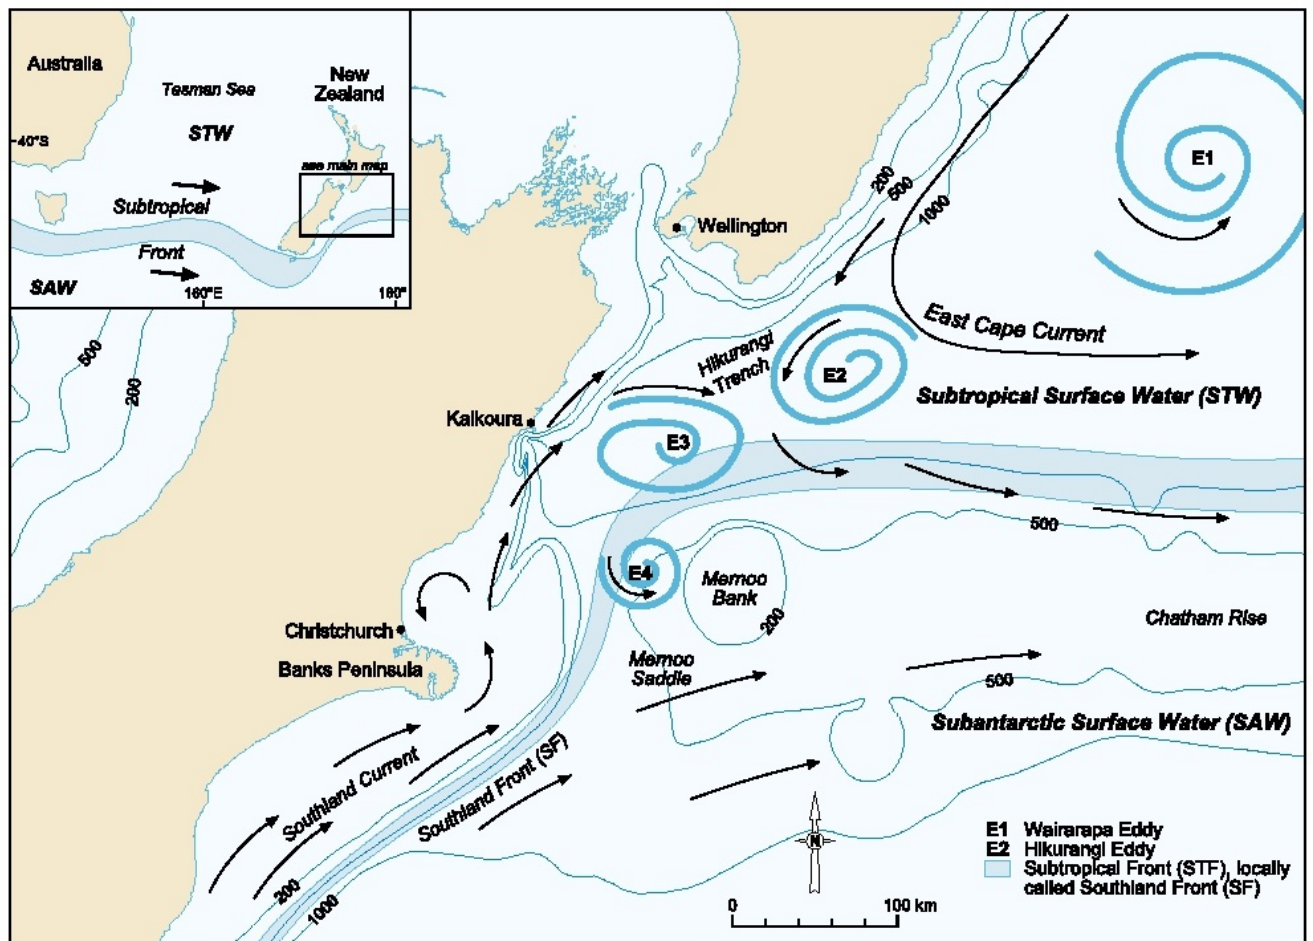 Australia
Tasman Sea
New
Zealand
STW
40°S
see main map
Subtropical
Front
SAW
160°E
180°
500
200
Wellington
200
500
1000
E1
East Cape Current
Hikurangi
Trench
E2
Subtropical Surface Water (STW)
Kaikoura
E3
500
E4
Mernoo
Bank
200
Chatham Rise
Christchurch
Banks Peninsula
Mernoo
Saddle
500
Subantarctic Surface Water (SAW)
Southland Current
Southland Front (SF)
200
1000
N
E1 Wairarapa Eddy
E2 Hikurangi Eddy
Subtropical Front (STF), locally
called Southland Front (SF)
0 100 km